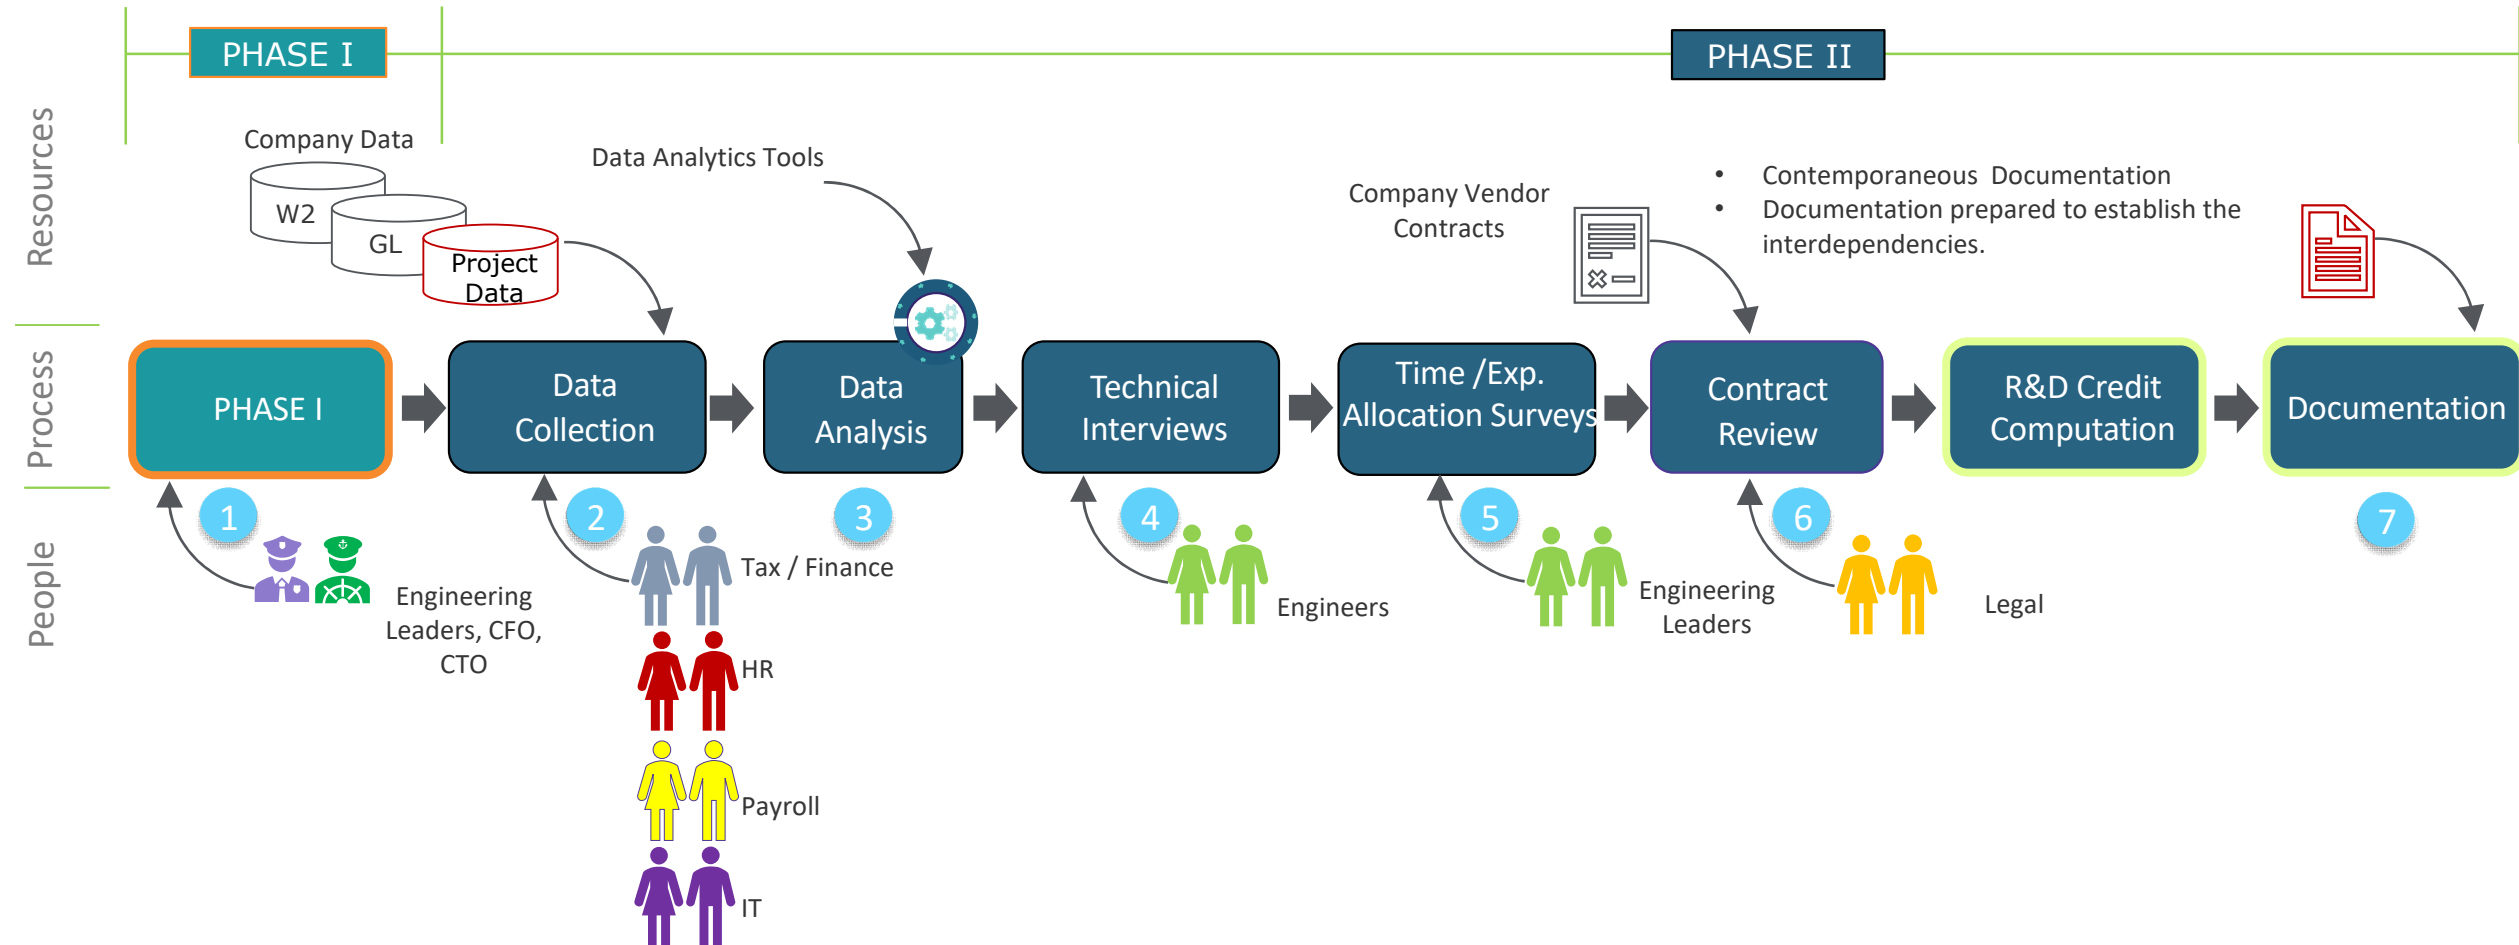 PHASE I
PHASE II
Resources
Company Data
W2
GL
Project
Data
Data Analytics Tools
Company Vendor
Contracts
• Contemporaneous Documentation
• Documentation prepared to establish the
interdependencies.
Process
PHASE I
Data
Collection
Data
Analysis
Technical
Interviews
Time /Exp.
Allocation Surveys
Contract
Review
R&D Credit
Computation
Documentation
People
1
2
3
4
5
6
7
Engineering
Leaders, CFO,
CTO
Tax / Finance
HR
Payroll
IT
Engineers
Engineering
Leaders
Legal